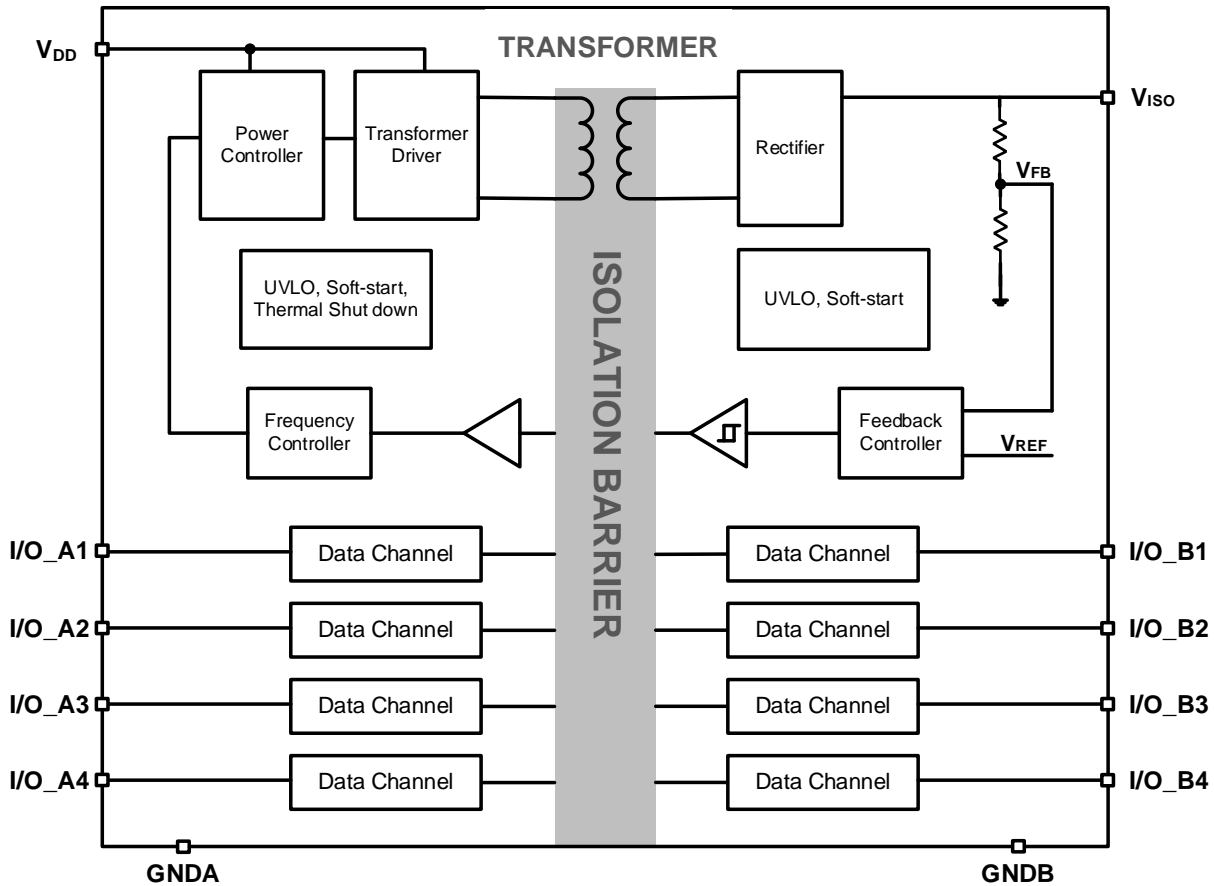 TRANSFORMER
VDD
VISO
Power
Controller
Transformer
Driver
Rectifier
VFB
UVLO, Soft-start,
Thermal Shut down
UVLO, Soft-start
ISOLATION BARRIER
Frequency
Controller
Feedback
Controller
VREF
I/O_A1
Data Channel
Data Channel
I/O_B1
I/O_A2
Data Channel
Data Channel
I/O_B2
I/O_A3
Data Channel
Data Channel
I/O_B3
I/O_A4
Data Channel
Data Channel
I/O_B4
GNDA
GNDB